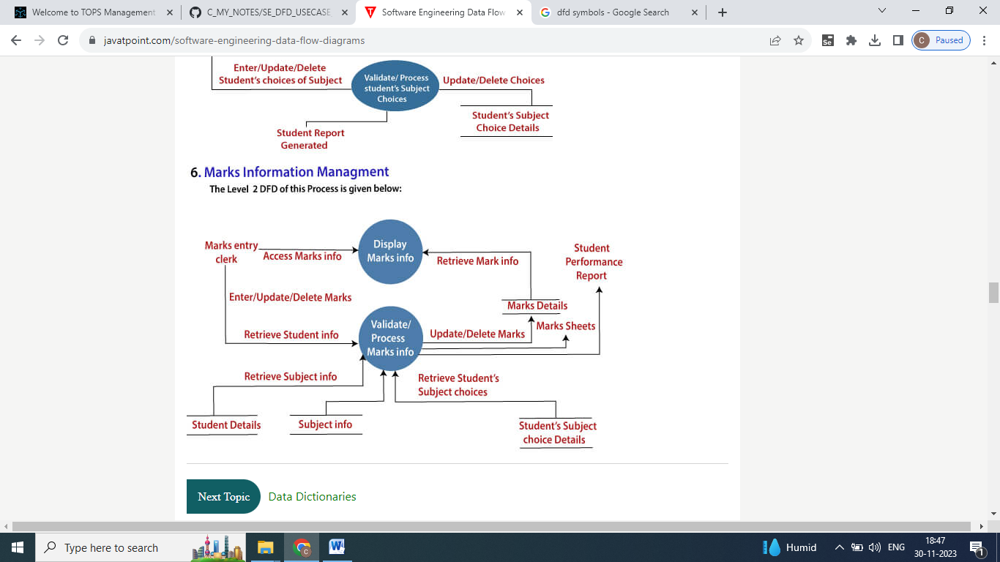 Welcome to TOPS Management
C_MY_NOTES/SE_DFD_USECASE_
Software Engineering Data Flow
dfd symbols - Google Search
javatpoint.com/software-engineering-data-flow-diagrams
Se
C
Paused
Enter/Update/Delete
Student's choices of Subject
Validate/ Process
student's Subject
Choices
Update/Delete Choices
Student's Subject
Choice Details
Student Report
Generated
6. Marks Information Managment
The Level 2 DFD of this Process is given below:
Marks entry
clerk
Access Marks info
Display
Marks info
Retrieve Mark info
Student
Performance
Report
Enter/Update/Delete Marks
Marks Details
Validate/
Process
Marks info
Update/Delete Marks
Marks Sheets
Retrieve Student info
Retrieve Subject info
Retrieve Student's
Subject choices
Student Details
Subject info
Student's Subject
choice Details
Next Topic
Data Dictionaries
Type here to search
C
W
Humid
ENG
18:47
30-11-2023
1